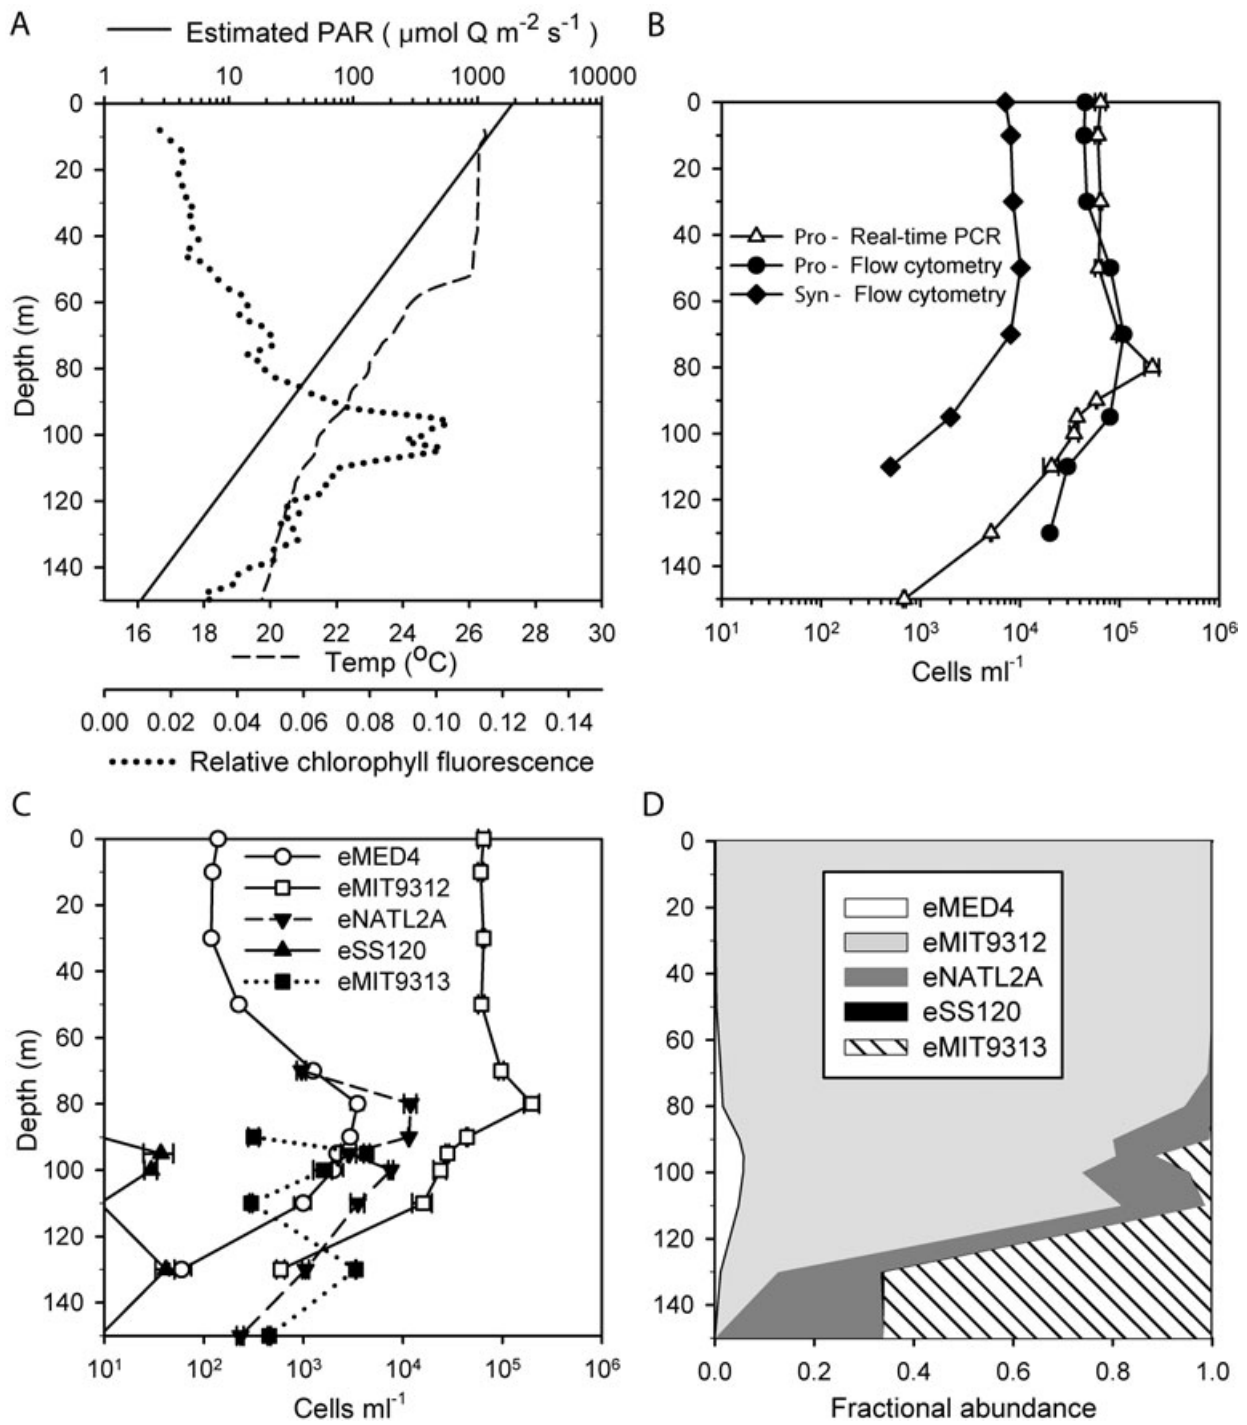 A
Estimated PAR ( µmol Q m-2 s-1 )
1 10 100 1000 10000
0
20
40
60
80
100
120
140
Depth (m)
16 18 20 22 24 26 28 30
Temp (oC)
0.00 0.02 0.04 0.06 0.08 0.10 0.12 0.14
Relative chlorophyll fluorescence
B
0
20
40
60
80
100
120
140
Depth (m)
Pro - Real-time PCR
Pro - Flow cytometry
Syn - Flow cytometry
101 102 103 104 105 106
Cells ml-1
C
0
20
40
60
80
100
120
140
Depth (m)
eMED4
eMIT9312
eNATL2A
eSS120
eMIT9313
101 102 103 104 105 106
Cells ml-1
D
0
20
40
60
80
100
120
140
Depth (m)
eMED4
eMIT9312
eNATL2A
eSS120
eMIT9313
0.0 0.2 0.4 0.6 0.8 1.0
Fractional abundance